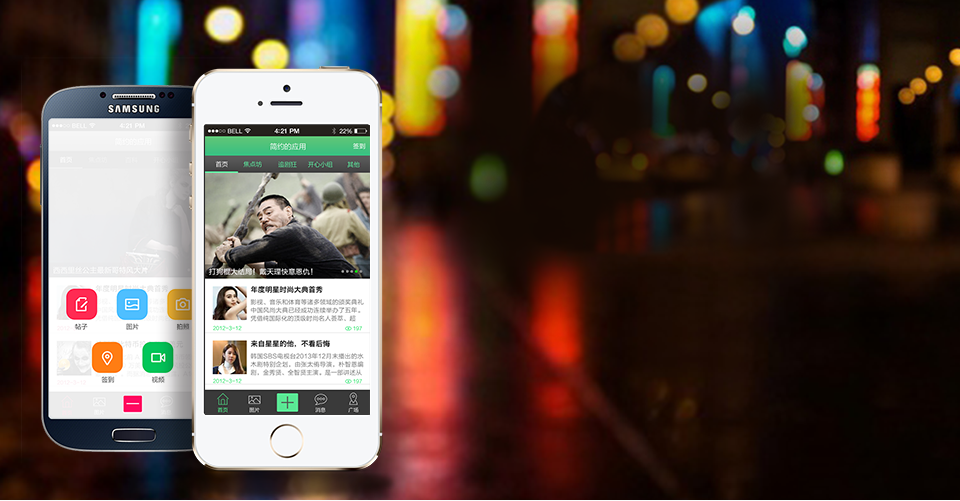 SAMSUNG
4:21 PM
帖子
图片
拍照
签到
视频
BELL
4:21 PM
22%
简约的应用
签到
首页
焦点坊
追剧狂
开心小组
其他
打狗棍大结局！戴天理快意恩仇！
年度明星时尚大典首秀
影视、音乐和体育等诸多领域的颁奖典礼
中国风尚大典已经成功连续举办了五年。
凭借纯国际化的顶级时尚名人荟萃、超
2012-3-12
197
来自星星的他，不看后悔
韩国SBS电视台2013年12月末播出的水
木剧特别企划，由张太侑导演，朴智恩编
剧，金秀贤、全智贤主演，是一部讲述从
2012-3-12
197
首页
图片
消息
广场